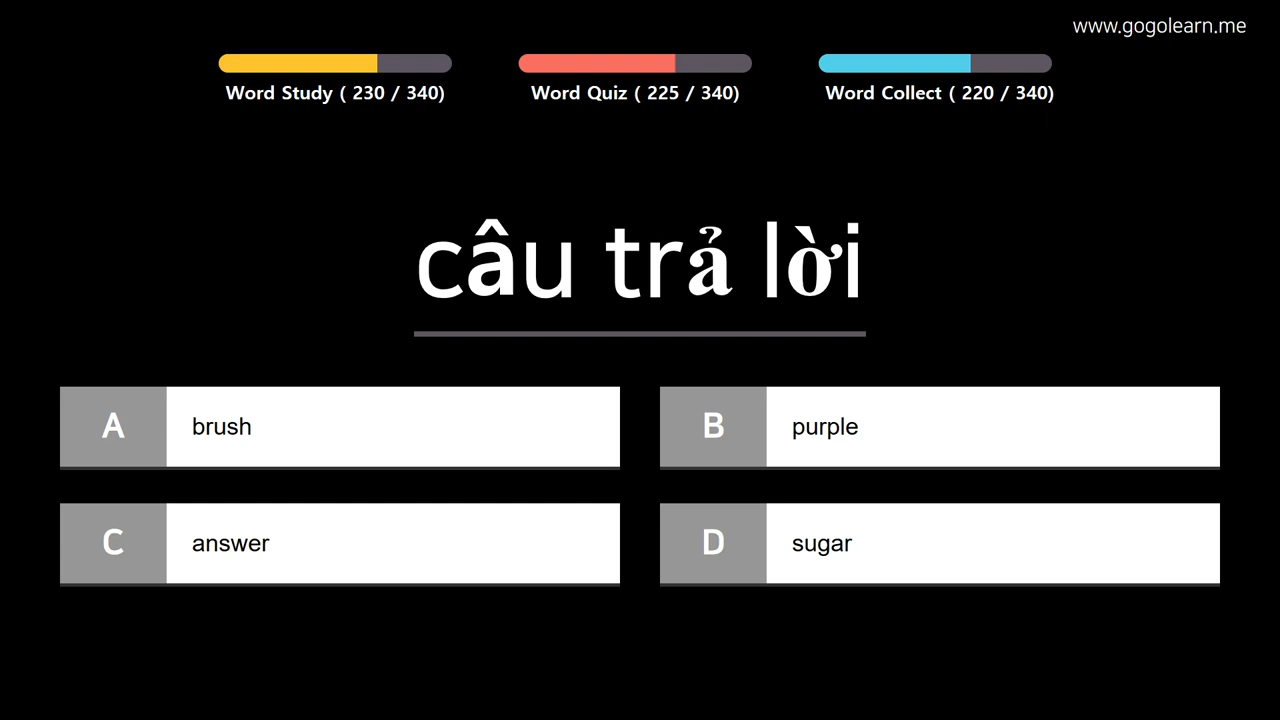 www.gogolearn.me
Word Study ( 230 / 340)
Word Quiz ( 225 / 340)
Word Collect ( 220 / 340)
câu trả lời
A brush
B purple
C answer
D sugar